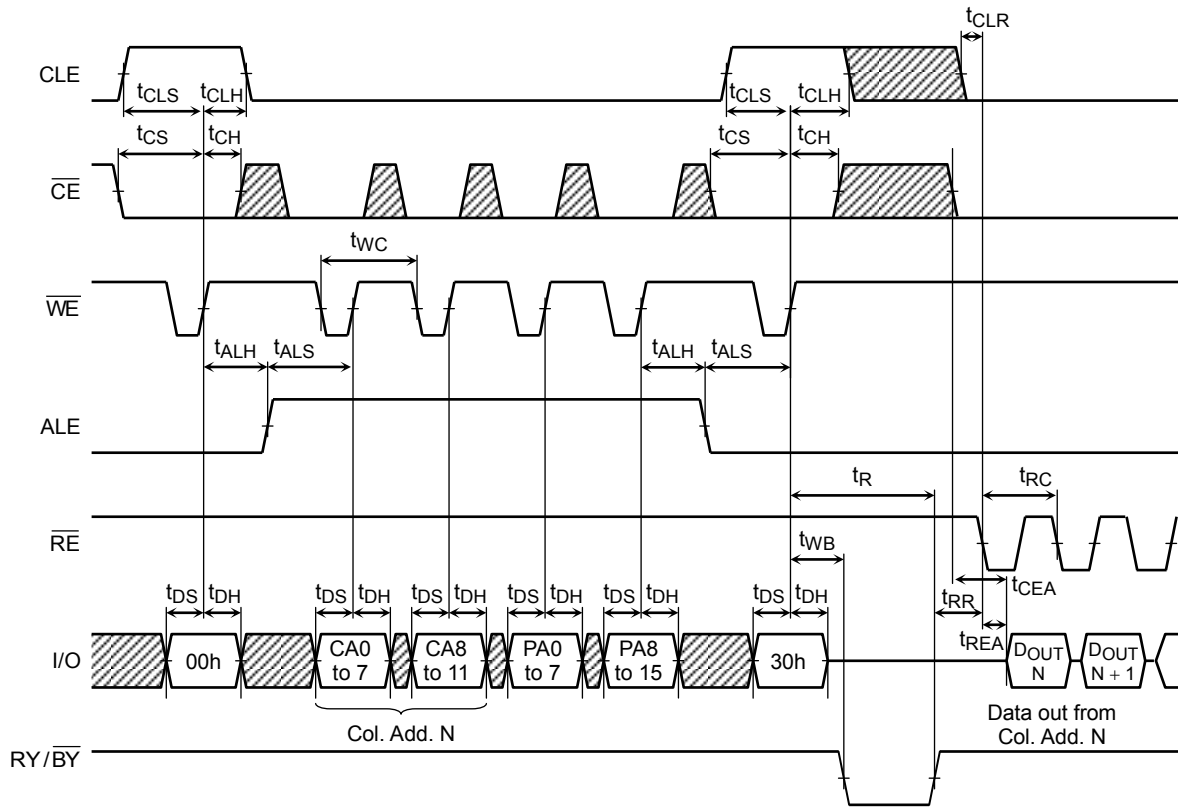 tCLR
CLE
tCLS tCLH tCLS tCLH
tCS tCH tCS tCH
CE
tWC
WE
tALH tALS tALH tALS
ALE
tR tRC
RE
tWB
tDS tDH tDS tDH tDS tDH tDS tDH tDS tDH tDS tDH tRR tCEA
tREA
I/O 00h CA0 to 7 CA8 to 11 PA0 to 7 PA8 to 15 30h DOUT N DOUT N + 1
Col. Add. N
Data out from
Col. Add. N
RY/BY